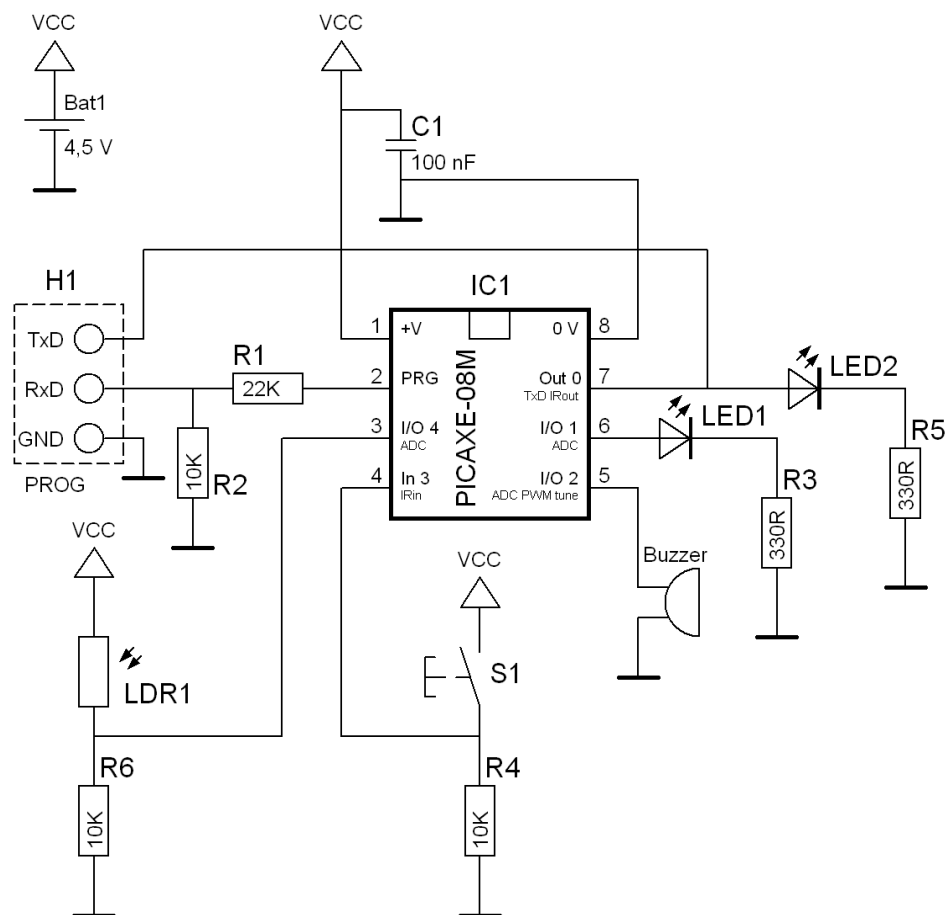 VCC
VCC
Bat1
4,5 V
C1
100 nF
H1
TxD
RxD
GND
PROG
R1
22K
10K
R2
IC1
PICAXE-08M
1
+V
2
PRG
3
I/O 4
ADC
4
In 3
IRin
0 V
8
Out 0
7
TxD IRout
I/O 1
6
ADC
I/O 2
5
ADC PWM tune
LED2
LED1
R5
330R
R3
330R
Buzzer
VCC
LDR1
R6
10K
VCC
S1
R4
10K